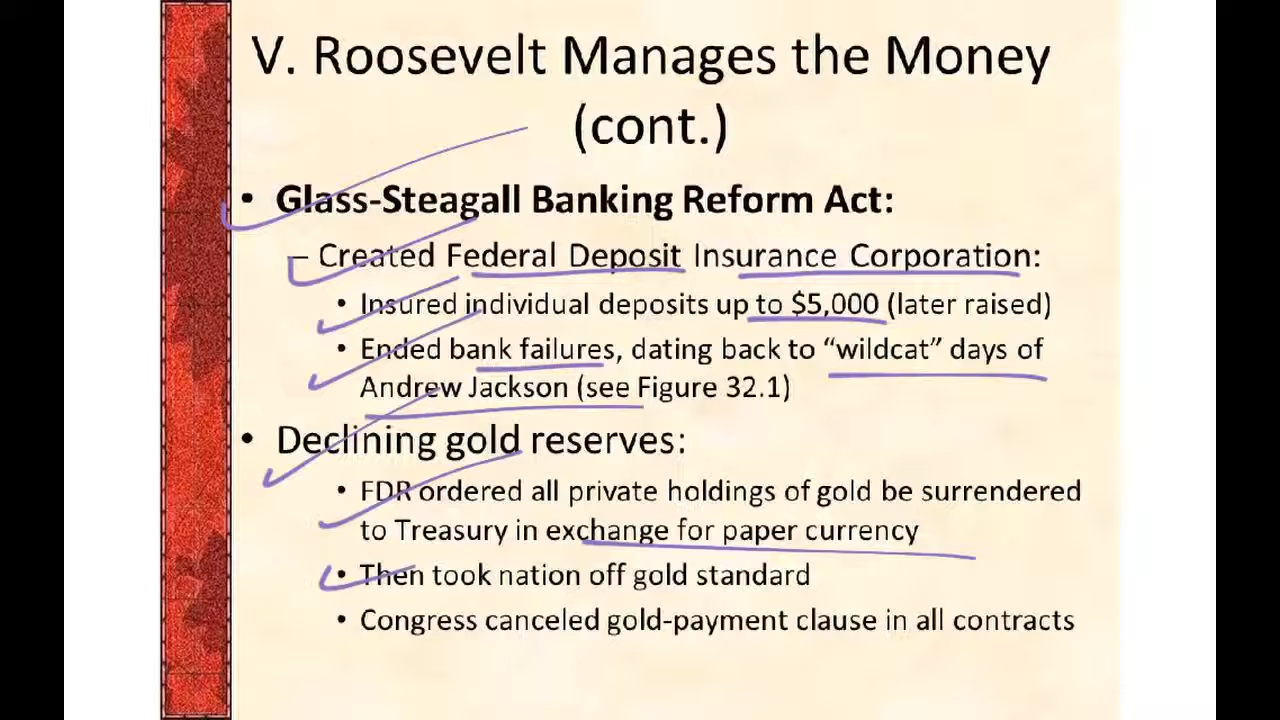 V. Roosevelt Manages the Money
(cont.)
• Glass-Steagall Banking Reform Act:
– Created Federal Deposit Insurance Corporation:
• Insured individual deposits up to $5,000 (later raised)
• Ended bank failures, dating back to “wildcat” days of
Andrew Jackson (see Figure 32.1)
• Declining gold reserves:
• FDR ordered all private holdings of gold be surrendered
to Treasury in exchange for paper currency
• Then took nation off gold standard
• Congress canceled gold-payment clause in all contracts